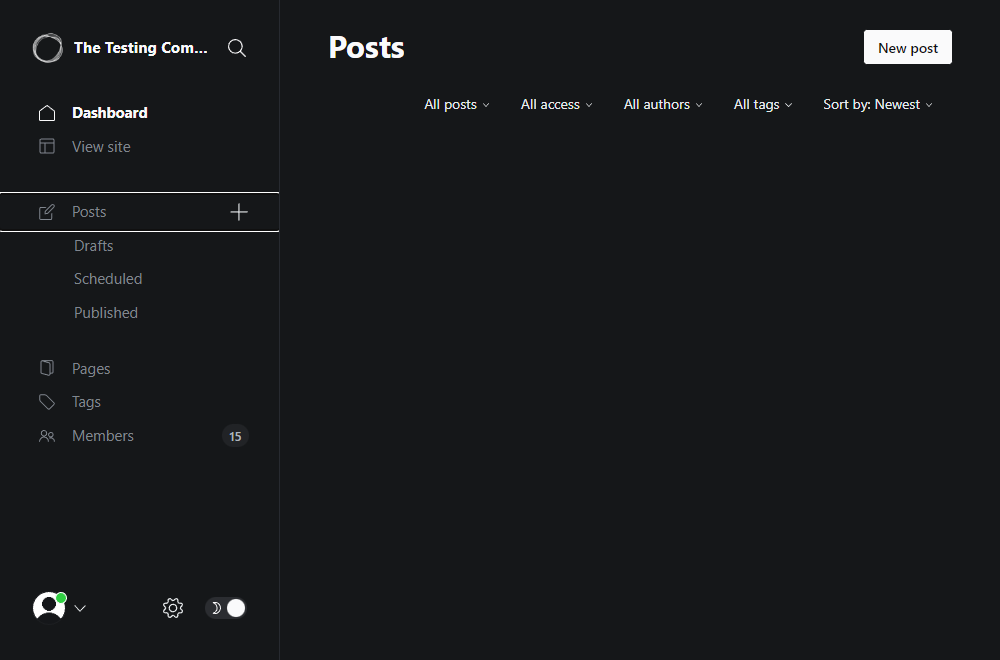 The Testing Com...
Dashboard
View site
Posts
Drafts
Scheduled
Published
Pages
Tags
Members
15
Posts
New post
All posts
All access
All authors
All tags
Sort by: Newest